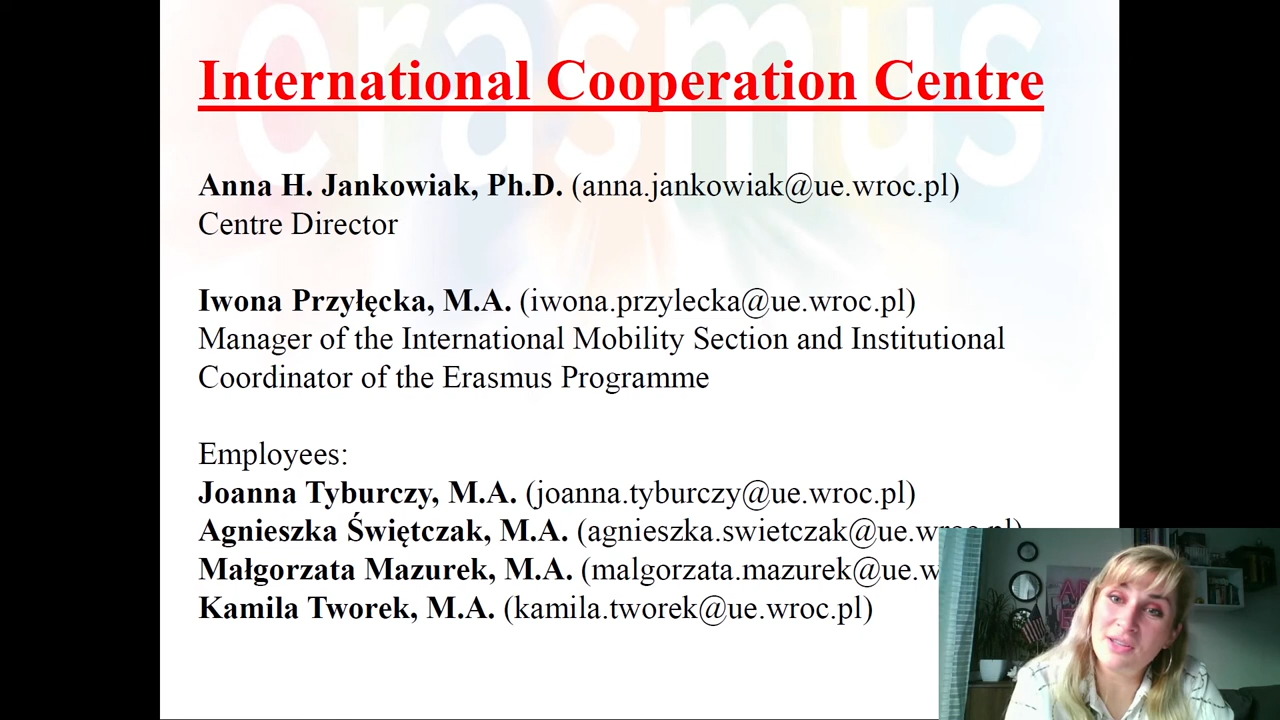 erasmus
International Cooperation Centre
Anna H. Jankowiak, Ph.D. (anna.jankowiak@ue.wroc.pl)
Centre Director
Iwona Przyłęcka, M.A. (iwona.przylecka@ue.wroc.pl)
Manager of the International Mobility Section and Institutional
Coordinator of the Erasmus Programme
Employees:
Joanna Tyburczy, M.A. (joanna.tyburczy@ue.wroc.pl)
Agnieszka Świętczak, M.A. (agnieszka.swietczak@ue.wroc.pl)
Małgorzata Mazurek, M.A. (malgorzata.mazurek@ue.w
Kamila Tworek, M.A. (kamila.tworek@ue.wroc.pl)